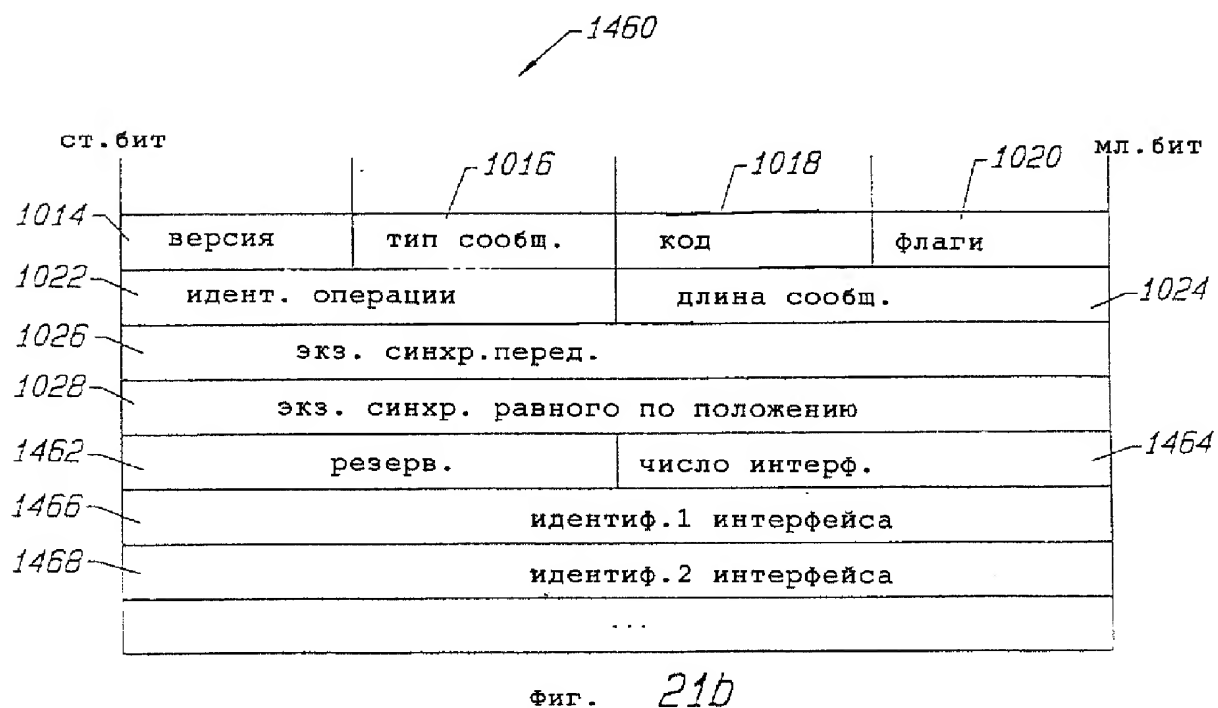 1460
ст.бит
1016
1018
1020
мл.бит
1014
версия
тип сообщ.
код
флаги
1022
идент. операции
длина сообщ.
1024
1026
экз. синхр.перед.
1028
экз. синхр. равного по положению
1462
резерв.
число интерф.
1464
1466
идентиф.1 интерфейса
1468
идентиф.2 интерфейса
...
Фиг. 21b